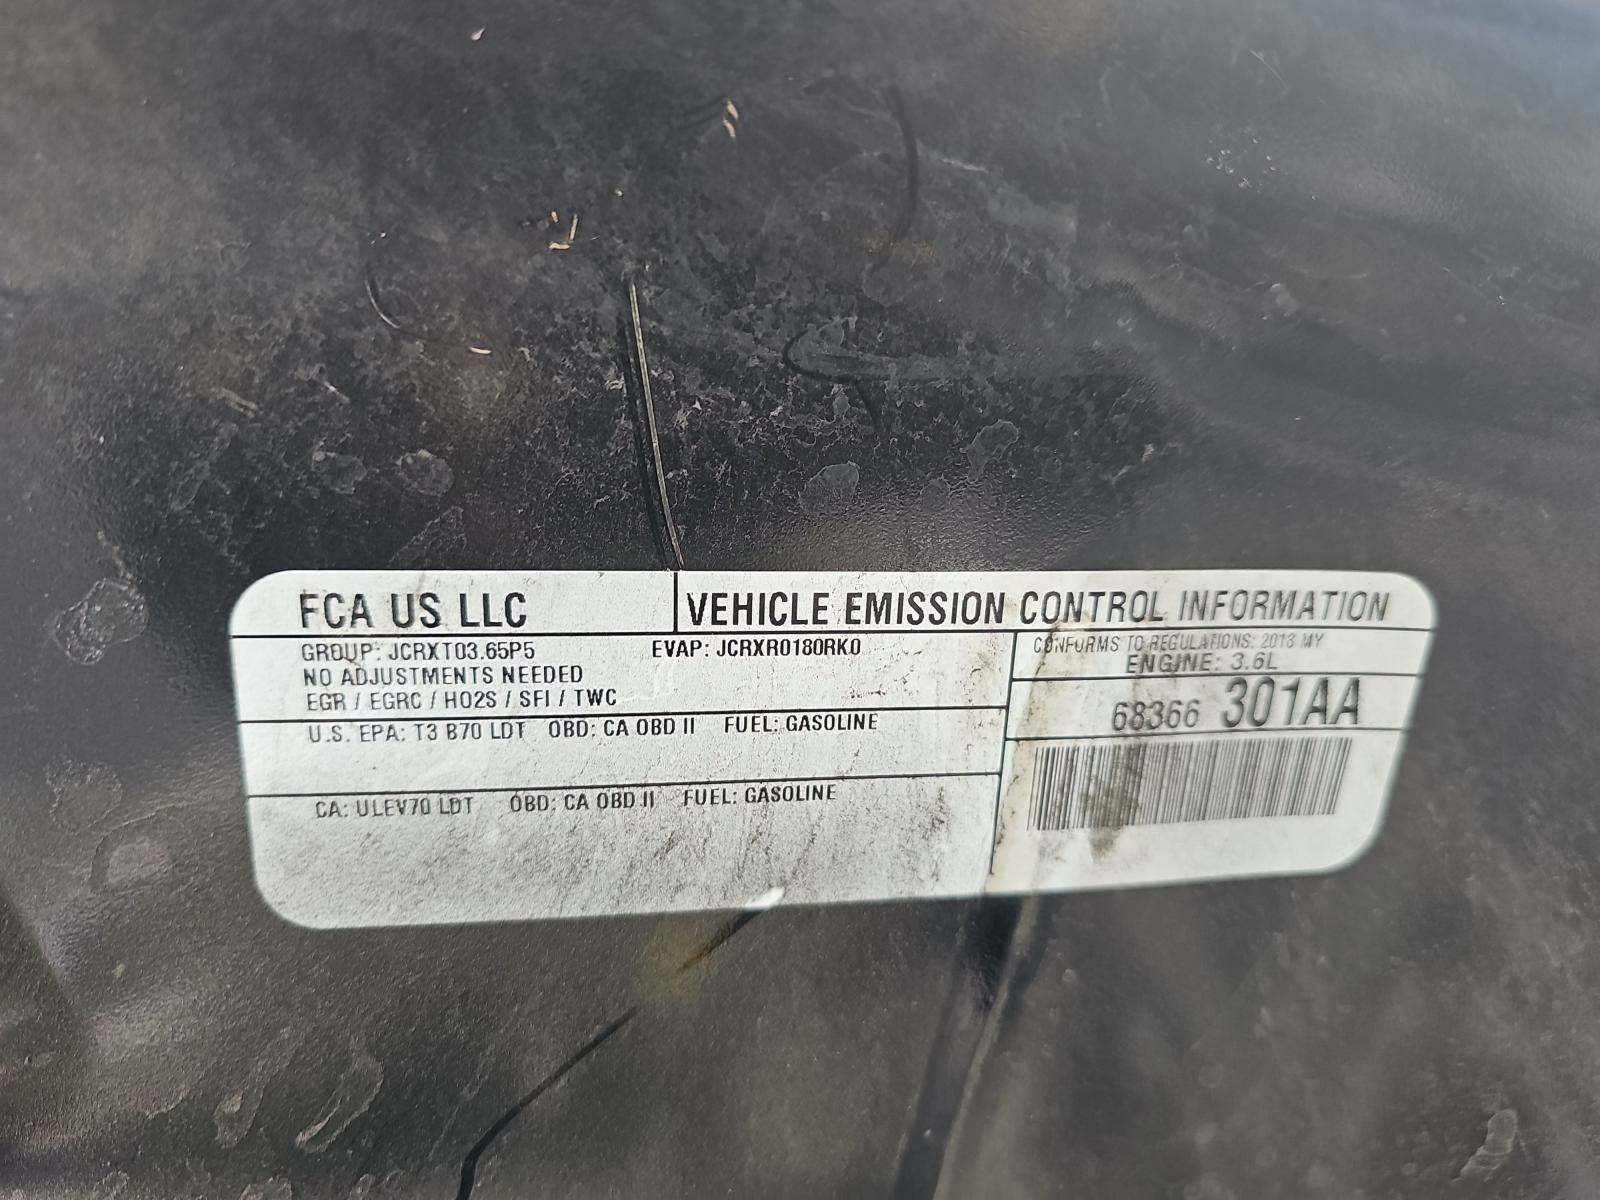 FCA US LLC
VEHICLE EMISSION CONTROL INFORMATION
GROUP: JCRXT03.65P5 EVAP: JCRXR0180RK0
NO ADJUSTMENTS NEEDED
EGR / EGRC / HO2S / SFI / TWC
CONFORMS TO REGULATIONS: 2018 MY
ENGINE: 3.6L
68366 301AA
U.S. EPA: T3 B70 LDT OBD: CA OBD II FUEL: GASOLINE
CA: ULEV70 LDT OBD: CA OBD II FUEL: GASOLINE